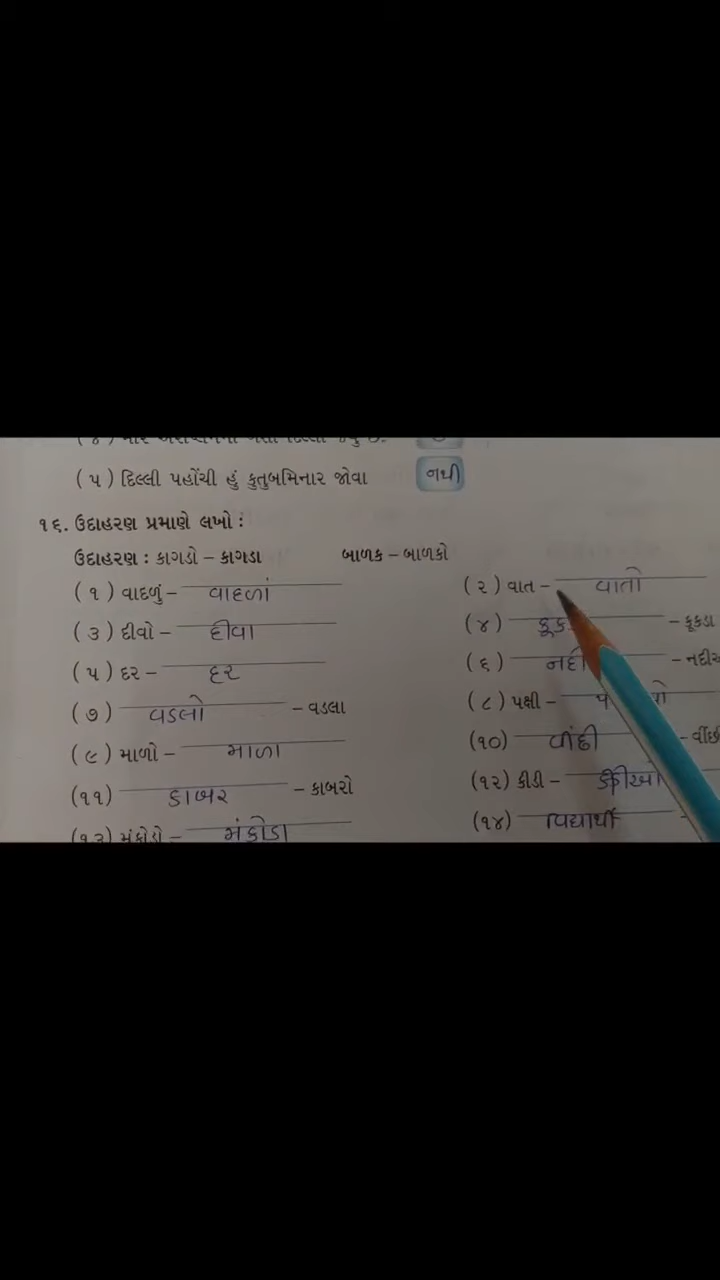 (૫) દિલ્લી પહોંચી હું કુતુબમિનાર જોવા નથી
૧૬. ઉદાહરણ પ્રમાણે લખો :
ઉદાહરણ : કાગડો – કાગડા બાળક – બાળકો
(૧) વાદળું – વાદળાં (૨) વાત – વાતો
(૩) દીવો – દીવા (૪) – કૂકડા
(૫) દર – દર (૬)
(૭) વડલો – વડલા (૮) પક્ષી –
(૯) માળો – માળા (૧૦) વીંછી
(૧૧) કાબર – કાબરો (૧૨) કીડી –
(૧૩) મંકોડો – મંકોડા (૧૪) વિદ્યાર્થી –